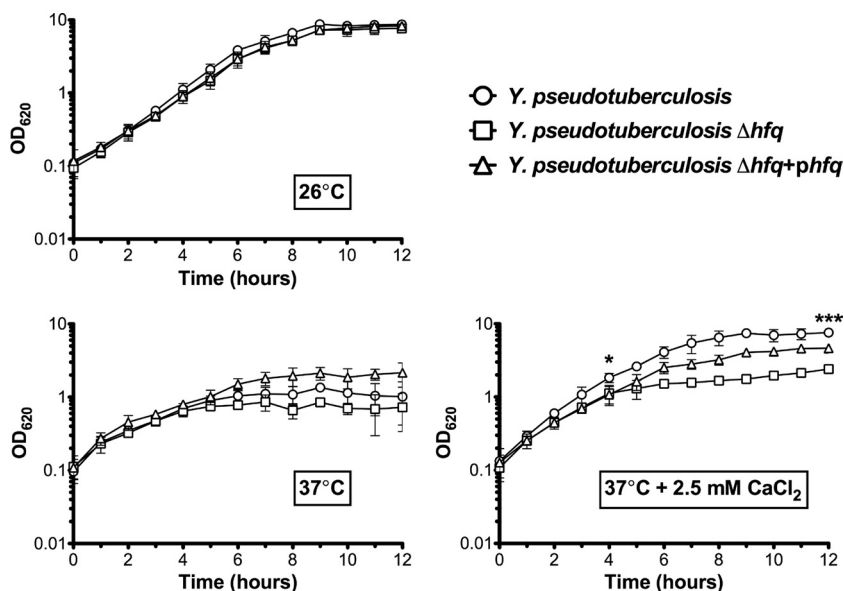 10
1
0.1
0.01
OD620
26°C
0 2 4 6 8 10 12
Time (hours)
Y. pseudotuberculosis
Y. pseudotuberculosis Δhfq
Y. pseudotuberculosis Δhfq+phfq
10
1
0.1
0.01
OD620
37°C
0 2 4 6 8 10 12
Time (hours)
10
1
0.1
0.01
OD620
*
***
37°C + 2.5 mM CaCl2
0 2 4 6 8 10 12
Time (hours)